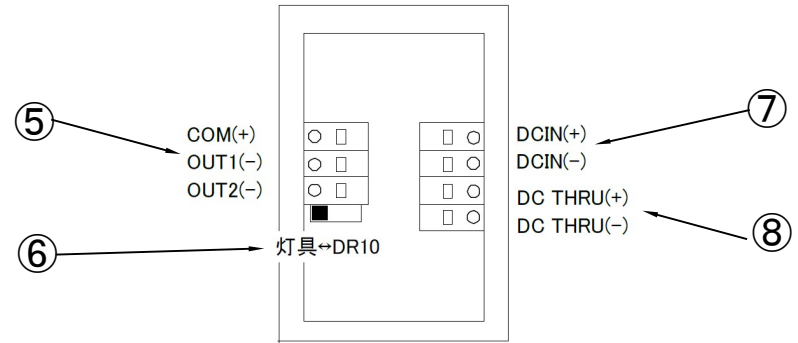 ⑤
COM(+)
OUT1(−)
OUT2(−)
⑥
灯具↔DR10
⑦
DCIN(+)
DCIN(−)
DC THRU(+)
DC THRU(−)
⑧